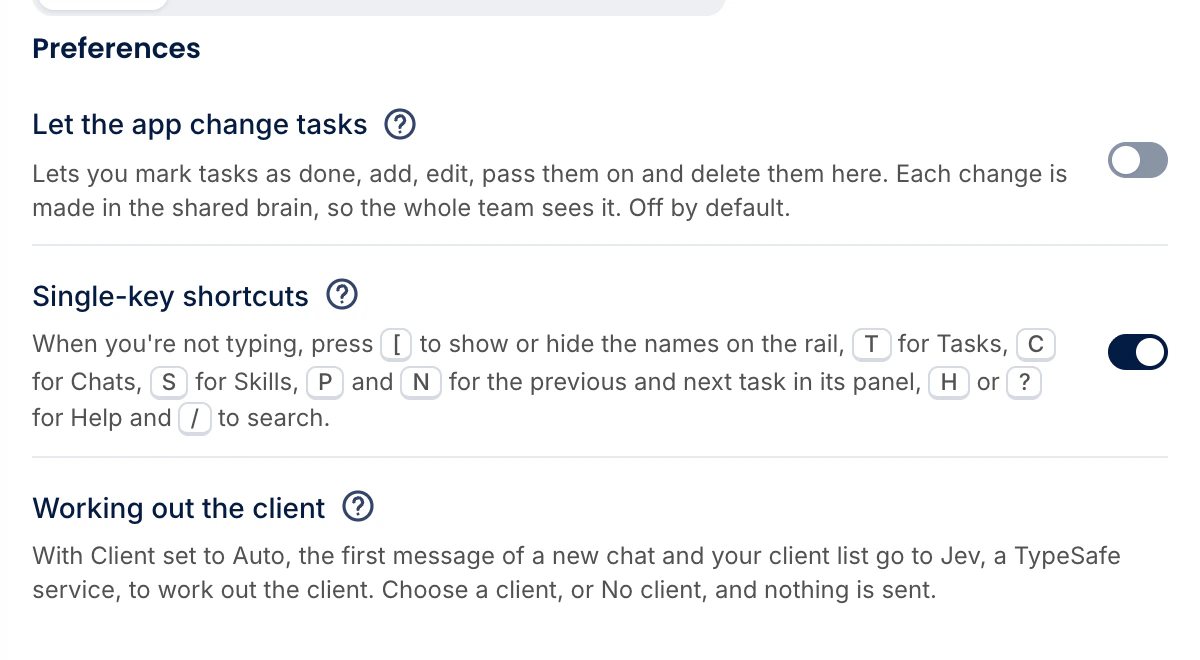 Preferences
Let the app change tasks ?
Lets you mark tasks as done, add, edit, pass them on and delete them here. Each change is
made in the shared brain, so the whole team sees it. Off by default.
Single-key shortcuts ?
When you're not typing, press [ to show or hide the names on the rail, T for Tasks, C
for Chats, S for Skills, P and N for the previous and next task in its panel, H or ?
for Help and / to search.
Working out the client ?
With Client set to Auto, the first message of a new chat and your client list go to Jev, a TypeSafe
service, to work out the client. Choose a client, or No client, and nothing is sent.